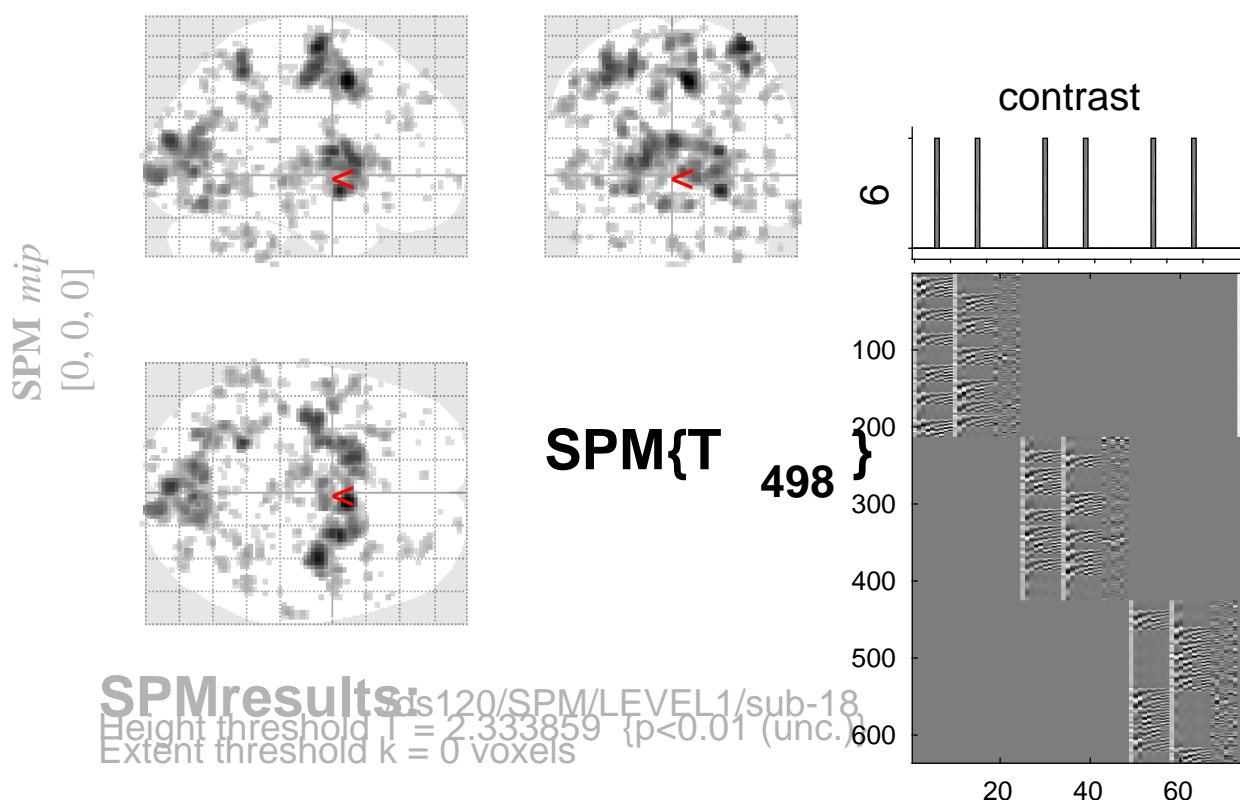 contrast
6
SPM mip
[0, 0, 0]
<
<
<
SPM{T498}
100
200
300
400
500
600
20 40 60
SPMresults: /ds120/SPM/LEVEL1/sub-18
Height threshold T = 2.333859 {p<0.01 (unc.)}
Extent threshold k = 0 voxels